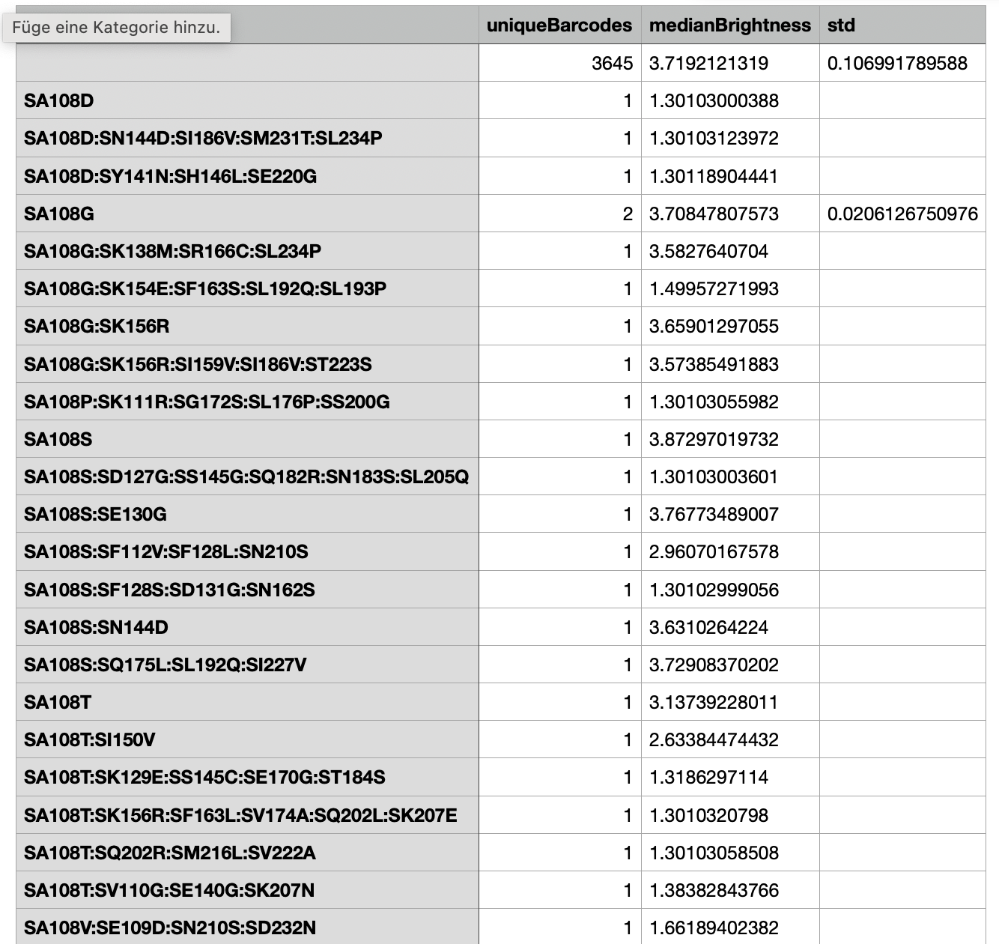 uniqueBarcodes medianBrightness std
Füge eine Kategorie hinzu.
3645 3.7192121319 0.106991789588
SA108D 1 1.30103000388
SA108D:SN144D:SI186V:SM231T:SL234P 1 1.30103123972
SA108D:SY141N:SH146L:SE220G 1 1.30118904441
SA108G 2 3.70847807573 0.0206126750976
SA108G:SK138M:SR166C:SL234P 1 3.5827640704
SA108G:SK154E:SF163S:SL192Q:SL193P 1 1.49957271993
SA108G:SK156R 1 3.65901297055
SA108G:SK156R:SI159V:SI186V:ST223S 1 3.57385491883
SA108P:SK111R:SG172S:SL176P:SS200G 1 1.30103055982
SA108S 1 3.87297019732
SA108S:SD127G:SS145G:SQ182R:SN183S:SL205Q 1 1.30103003601
SA108S:SE130G 1 3.76773489007
SA108S:SF112V:SF128L:SN210S 1 2.96070167578
SA108S:SF128S:SD131G:SN162S 1 1.30102999056
SA108S:SN144D 1 3.6310264224
SA108S:SQ175L:SL192Q:SI227V 1 3.72908370202
SA108T 1 3.13739228011
SA108T:SI150V 1 2.63384474432
SA108T:SK129E:SS145C:SE170G:ST184S 1 1.3186297114
SA108T:SK156R:SF163L:SV174A:SQ202L:SK207E 1 1.3010320798
SA108T:SQ202R:SM216L:SV222A 1 1.30103058508
SA108T:SV110G:SE140G:SK207N 1 1.38382843766
SA108V:SE109D:SN210S:SD232N 1 1.66189402382